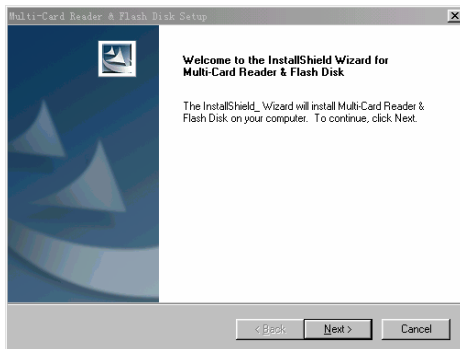 Multi-Card Reader & Flash Disk Setup
Welcome to the InstallShield Wizard for
Multi-Card Reader & Flash Disk
The InstallShield_ Wizard will install Multi-Card Reader &
Flash Disk on your computer. To continue, click Next.
< Back
Next >
Cancel